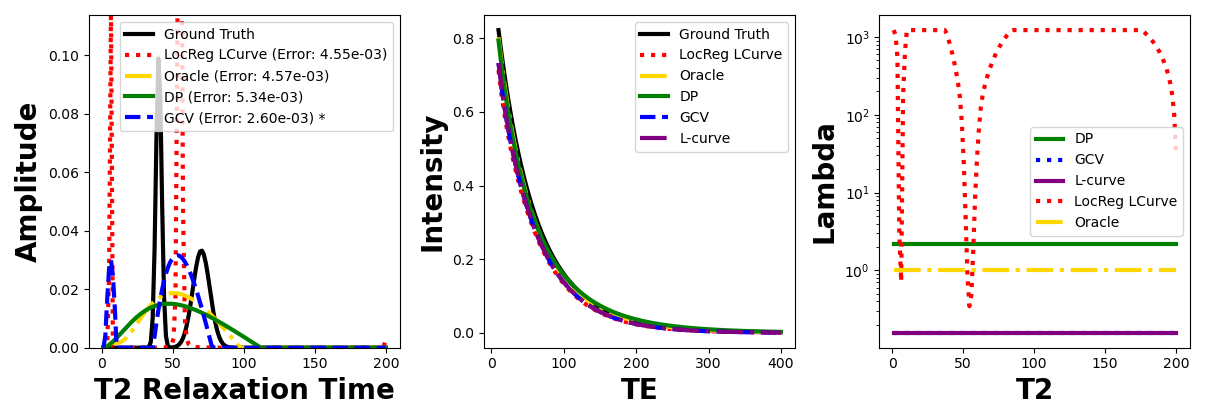 Amplitude
0.10
0.08
0.06
0.04
0.02
0.00
0
50
100
150
200
T2 Relaxation Time
Ground Truth
LocReg LCurve (Error: 4.55e-03)
Oracle (Error: 4.57e-03)
DP (Error: 5.34e-03)
GCV (Error: 2.60e-03) *
Intensity
0.8
0.6
0.4
0.2
0.0
0
100
200
300
400
TE
Ground Truth
LocReg LCurve
Oracle
DP
GCV
L-curve
Lambda
10³
10²
10¹
10⁰
0
50
100
150
200
T2
DP
GCV
L-curve
LocReg LCurve
Oracle